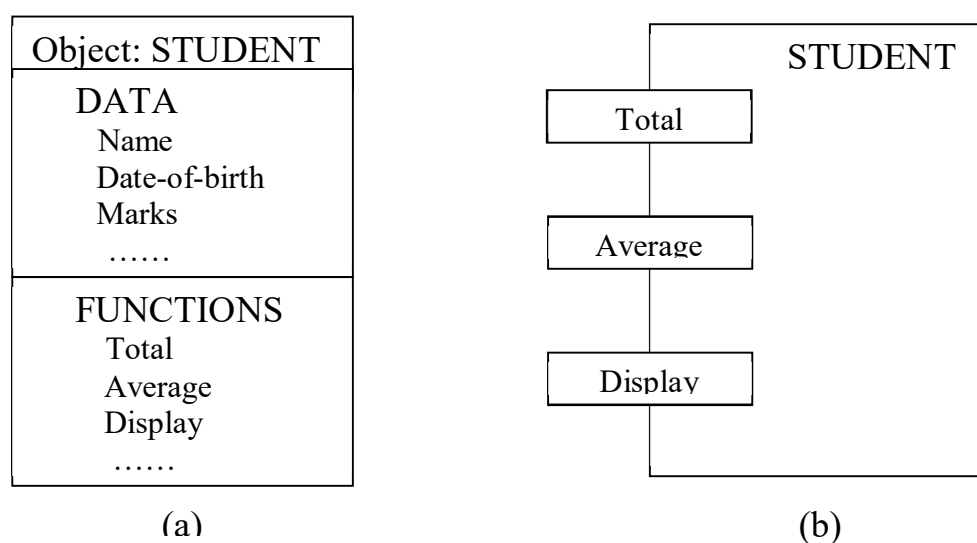 Object: STUDENT
DATA
Name
Date-of-birth
Marks
……
FUNCTIONS
Total
Average
Display
……
(a)
STUDENT
Total
Average
Display
(b)